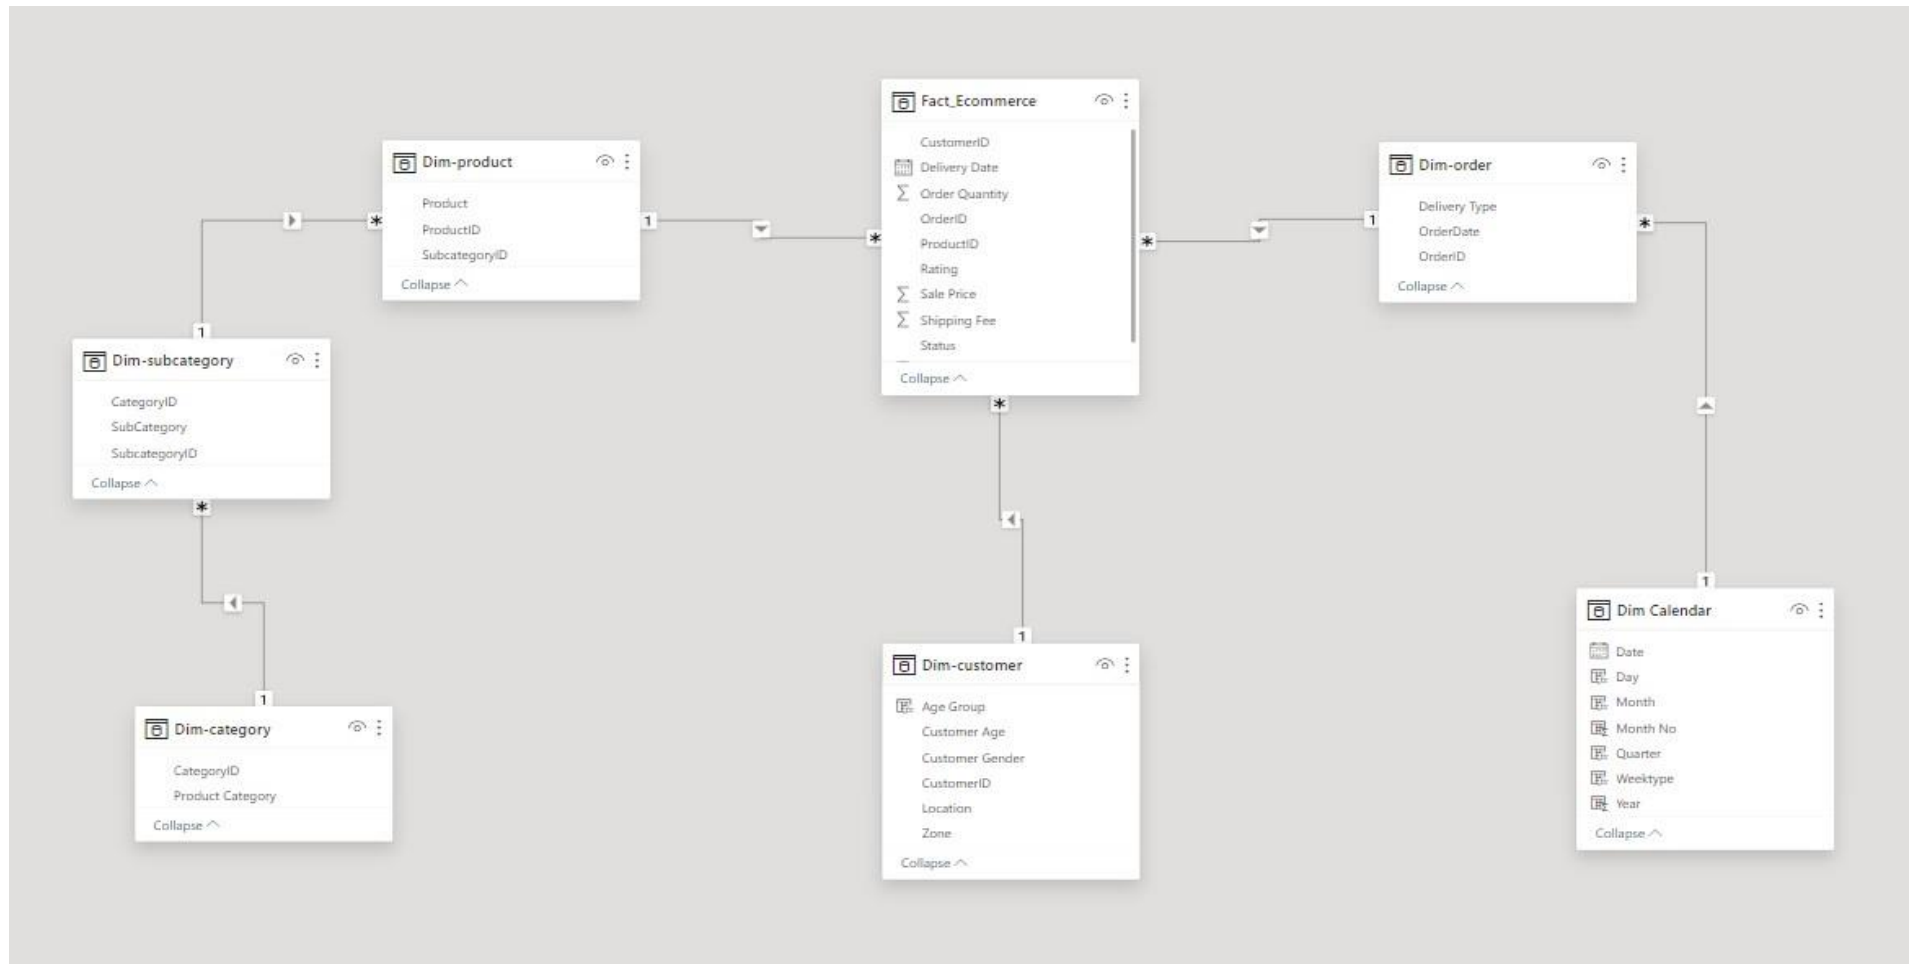 Fact_Ecommerce
CustomerID
Delivery Date
Order Quantity
OrderID
ProductID
Rating
Sale Price
Shipping Fee
Status
Collapse
Dim-product
Product
ProductID
SubcategoryID
Collapse
Dim-order
Delivery Type
OrderDate
OrderID
Collapse
* 1 * * 1 *
1
Dim-subcategory
CategoryID
SubCategory
SubcategoryID
Collapse
*
*
1
Dim Calendar
Date
Day
Month
Month No
Quarter
Weektype
Year
Collapse
1
Dim-customer
Age Group
Customer Age
Customer Gender
CustomerID
Location
Zone
Collapse
1
Dim-category
CategoryID
Product Category
Collapse